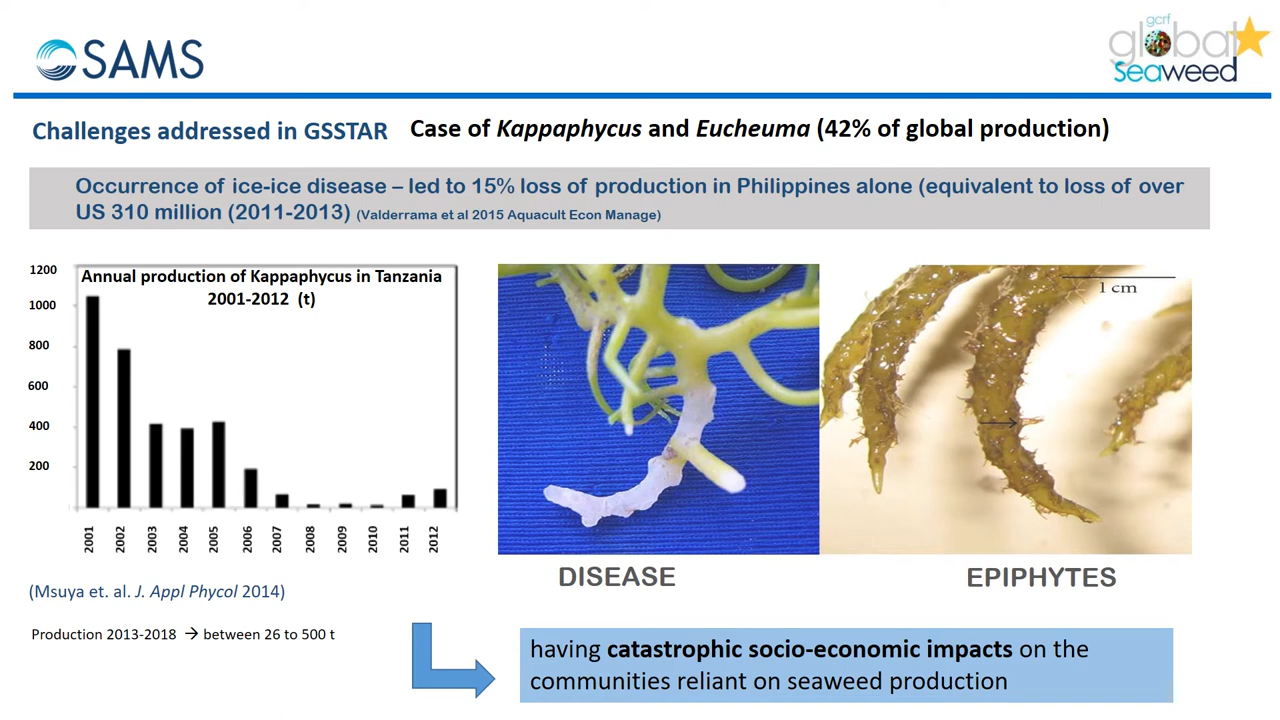 SAMS
gcrf
global
seaweed
Challenges addressed in GSSTAR
Case of Kappaphycus and Eucheuma (42% of global production)
Occurrence of ice-ice disease – led to 15% loss of production in Philippines alone (equivalent to loss of over
US 310 million (2011-2013) (Valderrama et al 2015 Aquacult Econ Manage)
Annual production of Kappaphycus in Tanzania
2001-2012 (t)
1200
1000
800
600
400
200
2001 2002 2003 2004 2005 2006 2007 2008 2009 2010 2011 2012
1 cm
DISEASE
EPIPHYTES
(Msuya et. al. J. Appl Phycol 2014)
Production 2013-2018 → between 26 to 500 t
having catastrophic socio-economic impacts on the
communities reliant on seaweed production